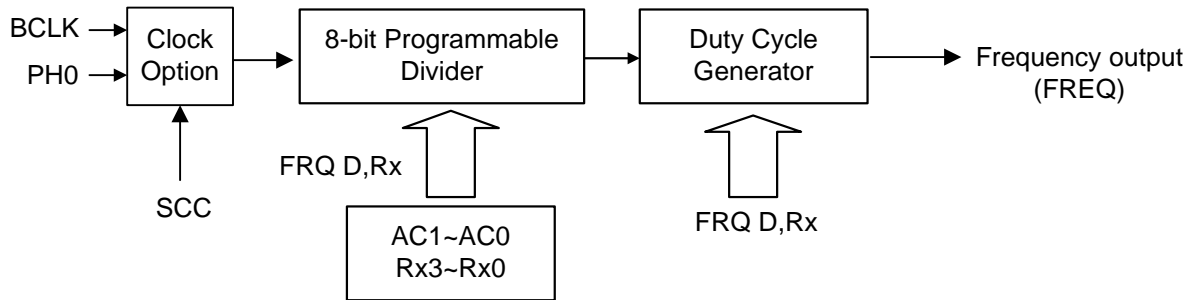 BCLK
PH0
Clock
Option
8-bit Programmable
Divider
Duty Cycle
Generator
Frequency output
(FREQ)
SCC
FRQ D,Rx
AC1~AC0
Rx3~Rx0
FRQ D,Rx